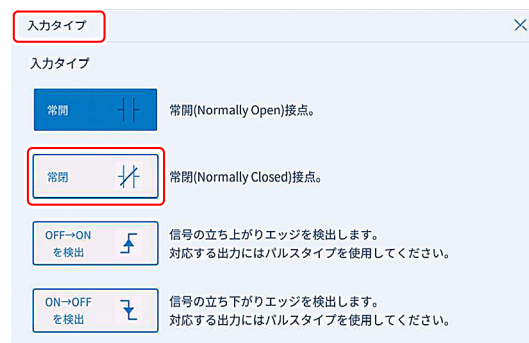 入力タイプ
入力タイプ
常開
常開(Normally Open)接点。
常閉
常閉(Normally Closed)接点。
OFF→ON
を検出
信号の立ち上がりエッジを検出します。
対応する出力にはパルスタイプを使用してください。
ON→OFF
を検出
信号の立ち下がりエッジを検出します。
対応する出力にはパルスタイプを使用してください。